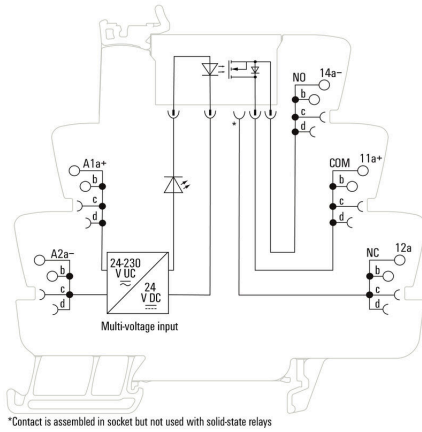 NO 14a−
b
c
d
*
A1a+
b
c
d
COM 11a+
b
c
d
A2a−
b
c
d
24-230
V UC
24
V DC
NC 12a
b
c
d
Multi-voltage input
*Contact is assembled in socket but not used with solid-state relays